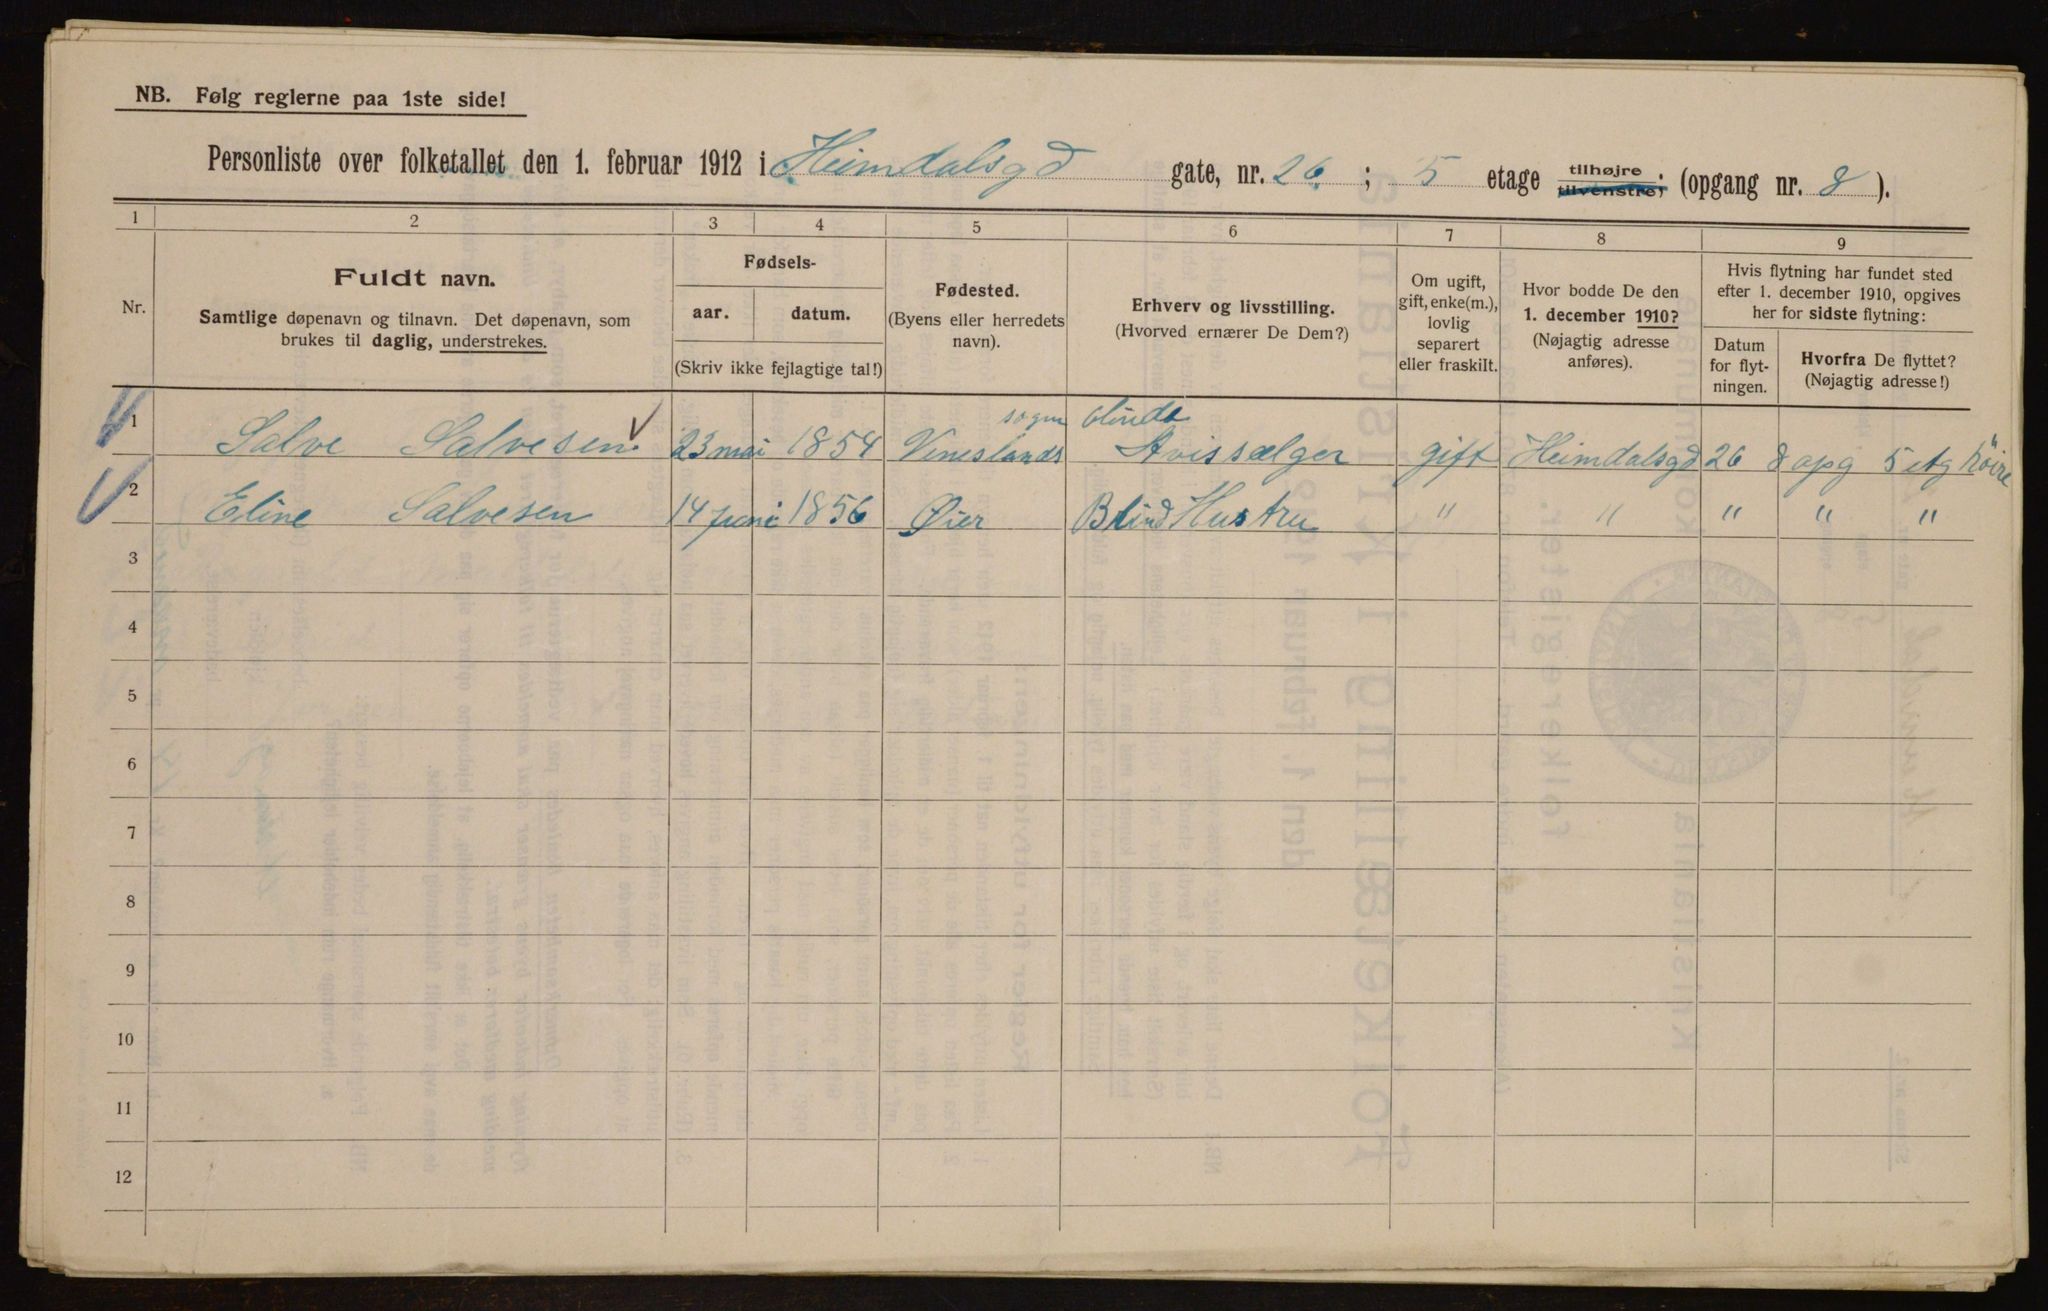 NB. Følg reglerne paa 1ste side!
Personliste over folketallet den 1. februar 1912 i Heimdalsgd gate, nr. 26. ; 5 etage tilhøjre tilvenstre; (opgang nr. 8 ).
1 2 3 4 5 6 7 8 9
Nr.
Fuldt navn.
Samtlige døpenavn og tilnavn. Det døpenavn, som
brukes til daglig, understrekes.
Fødsels-
aar. datum.
(Skriv ikke fejlagtige tal!)
Fødested.
(Byens eller herredets
navn).
Erhverv og livsstilling.
(Hvorved ernærer De Dem?)
Om ugift,
gift, enke(m.),
lovlig
separert
eller fraskilt.
Hvor bodde De den
1. december 1910?
(Nøjagtig adresse
anføres).
Hvis flytning har fundet sted
efter 1. december 1910, opgives
her for sidste flytning:
Datum
for flyt-
ningen.
Hvorfra De flyttet?
(Nøjagtig adresse!)
sogn blinde
1 Salve Salvesen 23 mai 1854 Vineslands Avissælger gift Heimdalsgd 26 8 opg 5 etg höire
2 Eline Salvesen 14 juni 1856 Øier Blind Hustru " " " " "
3
4
5
6
7
8
9
10
11
12